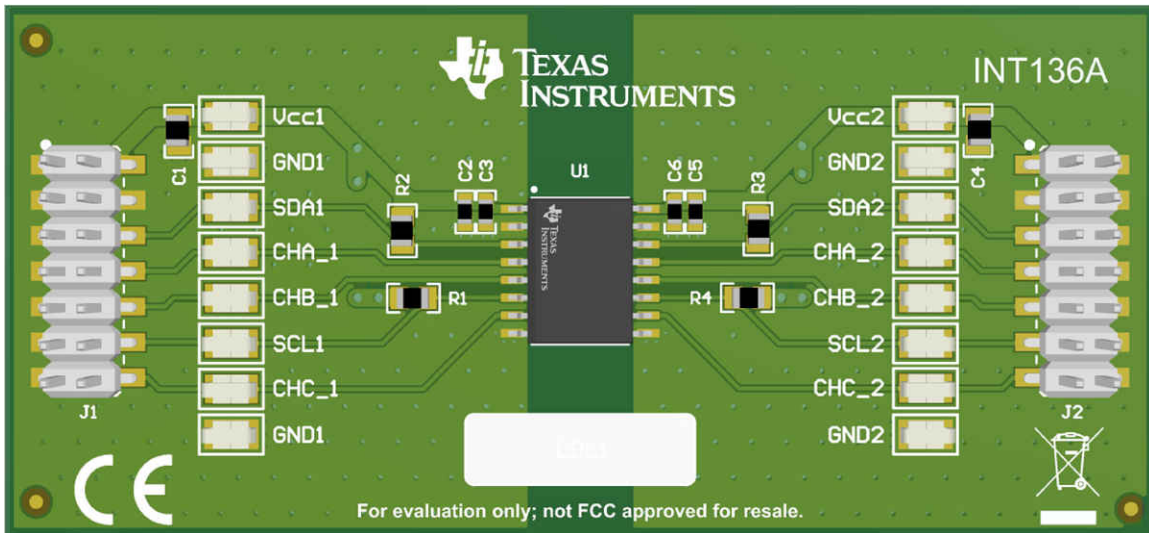 TEXAS
INSTRUMENTS
INT136A
Vcc1
GND1
SDA1
CHA_1
CHB_1
SCL1
CHC_1
GND1
C1
J1
R2
C2
C3
R1
U1
TEXAS
INSTRUMENTS
C6
C5
R3
R4
Vcc2
GND2
SDA2
CHA_2
CHB_2
SCL2
CHC_2
GND2
C4
J2
CE
For evaluation only; not FCC approved for resale.